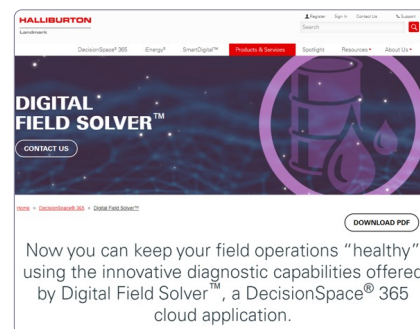 HALLIBURTON
Landmark
Register Sign in Contact Us Support
Search
DecisionSpace® 365 Energy® SmartDigital™ Products & Services Spotlight Resources About Us
DIGITAL
FIELD SOLVER™
CONTACT US
Home » DecisionSpace® 365 » Digital Field Solver™
DOWNLOAD PDF
Now you can keep your field operations “healthy”
using the innovative diagnostic capabilities offered
by Digital Field Solver™, a DecisionSpace® 365
cloud application.